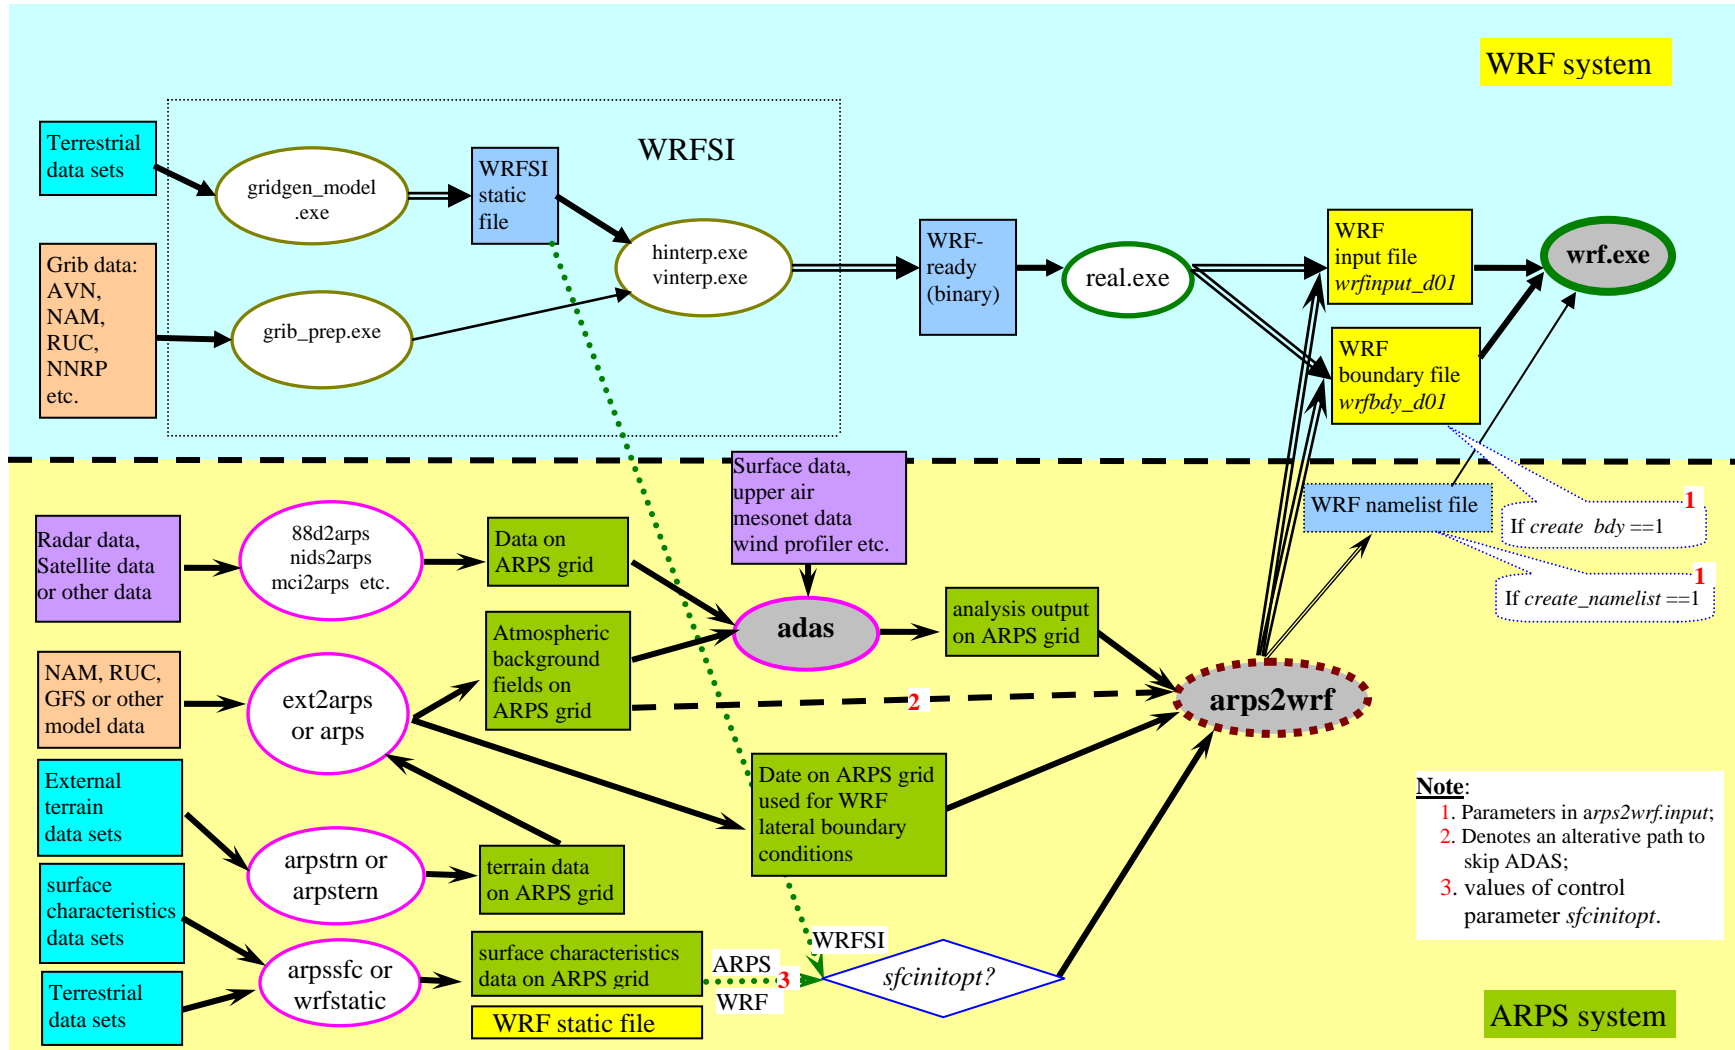 WRF system
WRFSI
Terrestrial
data sets
gridgen_model
.exe
WRFSI
static
file
hinterp.exe
vinterp.exe
Grib data:
AVN,
NAM,
RUC,
NNRP
etc.
grib_prep.exe
WRF-
ready
(binary)
real.exe
WRF
input file
wrfinput_d01
WRF
boundary file
wrfbdy_d01
wrf.exe
Surface data,
upper air
mesonet data
wind profiler etc.
WRF namelist file
1
If create_bdy ==1
1
If create_namelist ==1
Radar data,
Satellite data
or other data
88d2arps
nids2arps
mci2arps etc.
Data on
ARPS grid
adas
analysis output
on ARPS grid
Atmospheric
background
fields on
ARPS grid
NAM, RUC,
GFS or other
model data
ext2arps
or arps
2
arps2wrf
External
terrain
data sets
Date on ARPS grid
used for WRF
lateral boundary
conditions
arpstrn or
arpstern
terrain data
on ARPS grid
surface
characteristics
data sets
Terrestrial
data sets
arpssfc or
wrfstatic
surface characteristics
data on ARPS grid
WRF static file
ARPS
3
WRF
WRFSI
sfcinitopt?
Note:
1. Parameters in arps2wrf.input;
2. Denotes an alterative path to
skip ADAS;
3. values of control
parameter sfcinitopt.
ARPS system